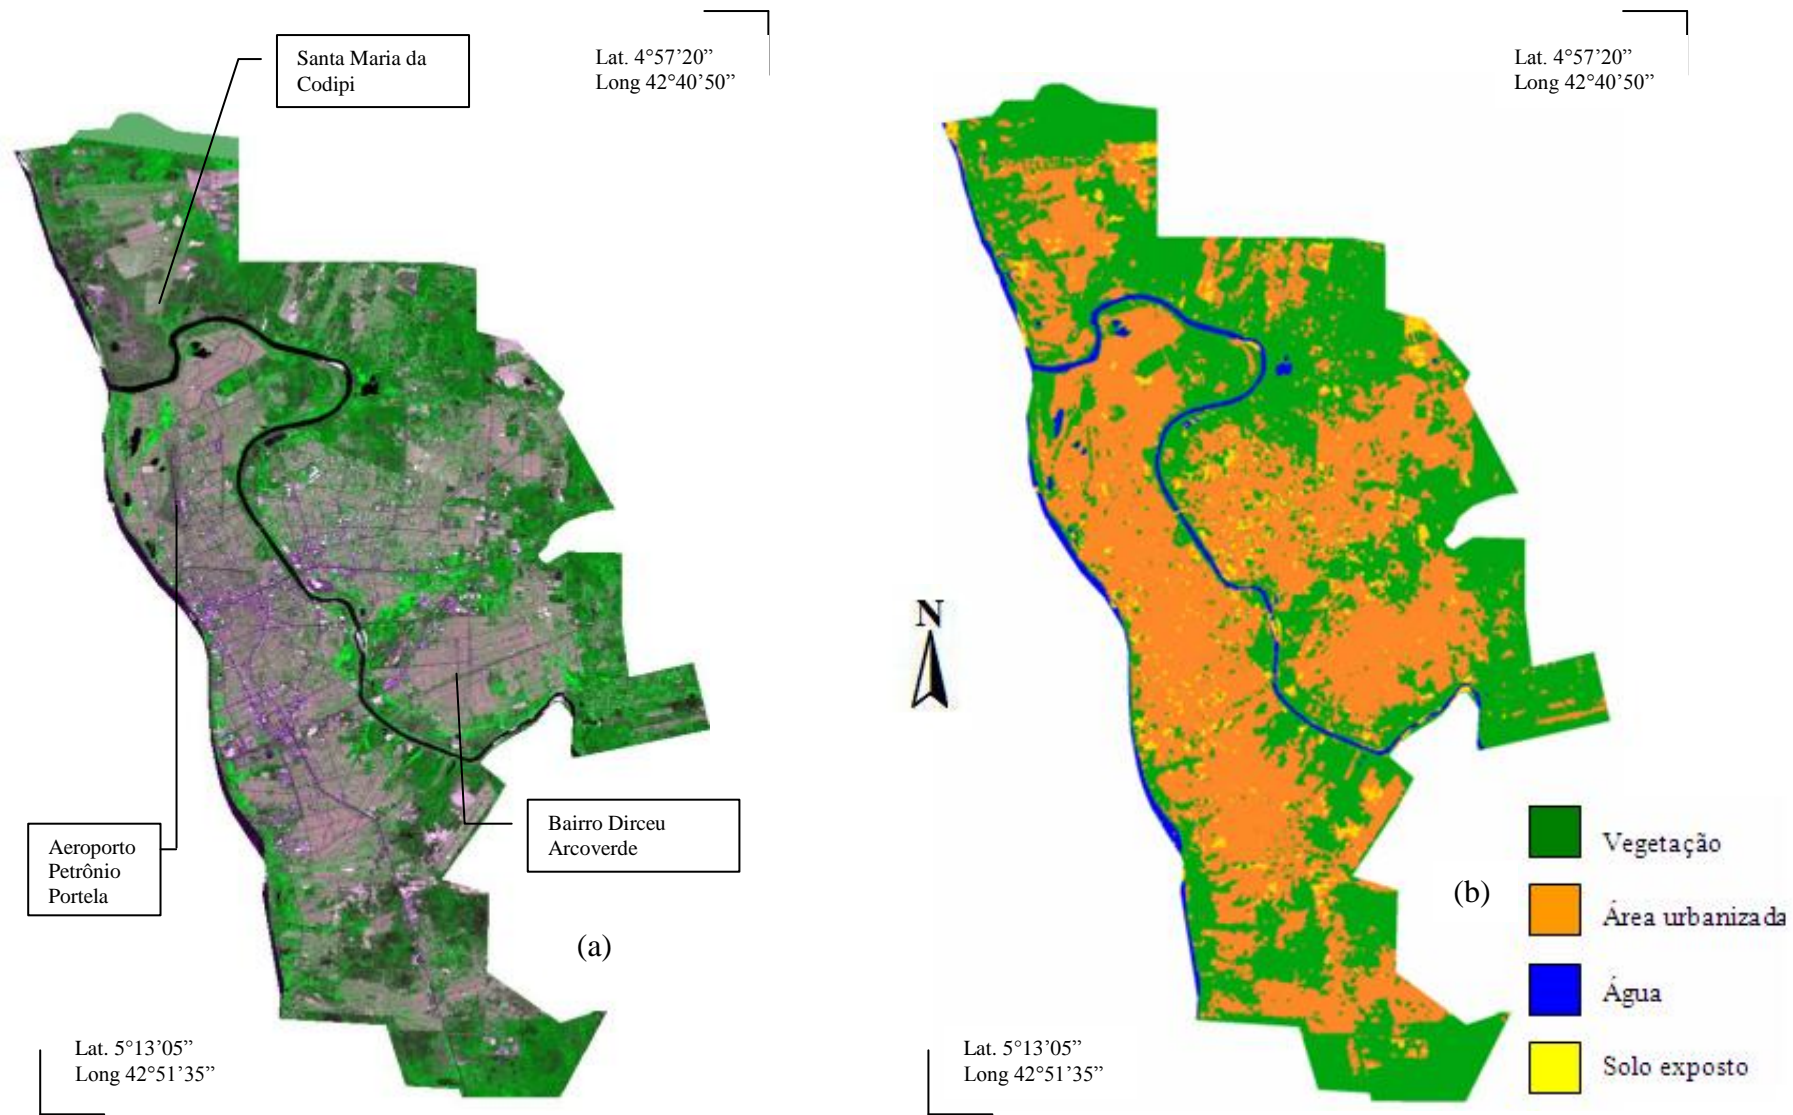 Santa Maria da
Codipi
Lat. 4°57’20”
Long 42°40’50”
Aeroporto
Petrônio
Portela
Bairro Dirceu
Arcoverde
(a)
Lat. 5°13’05”
Long 42°51’35”
Lat. 4°57’20”
Long 42°40’50”
N
(b)
Vegetação
Área urbanizada
Água
Solo exposto
Lat. 5°13’05”
Long 42°51’35”